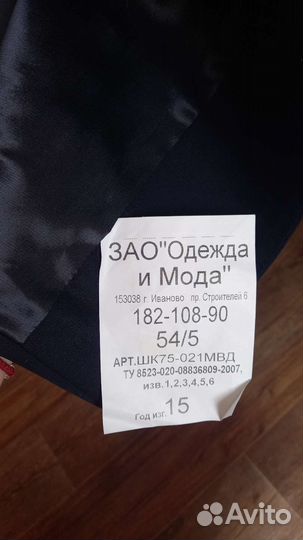 ЗАО"Одежда
и Мода"
153038 г. Иваново пр. Строителей 6
182-108-90
54/5
АРТ.ШК75-021МВД
ТУ 8523-020-08836809-2007,
изв.1,2,3,4,5,6
Год изг. 15
Avito